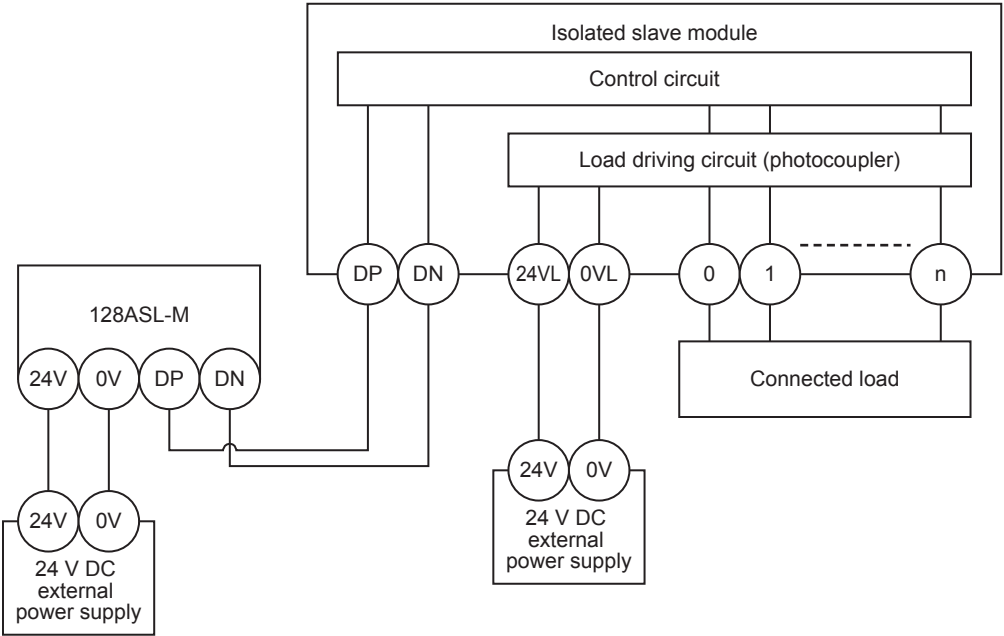 Isolated slave module
Control circuit
Load driving circuit (photocoupler)
DP DN 24VL 0VL 0 1 n
128ASL-M
24V 0V DP DN
Connected load
24V 0V
24 V DC
external
power supply
24V 0V
24 V DC
external
power supply